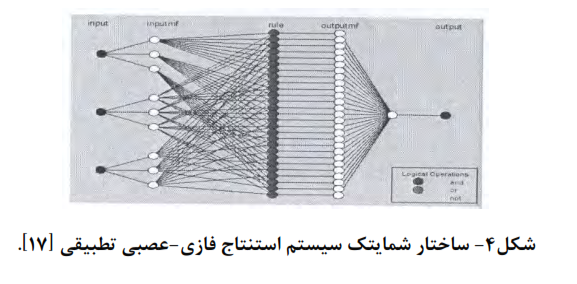 input inputmf rule outputmf output
Logical Operations
and
or
not
شکل۴- ساختار شماتیک سیستم استنتاج فازی-عصبی تطبیقی [۱۷].